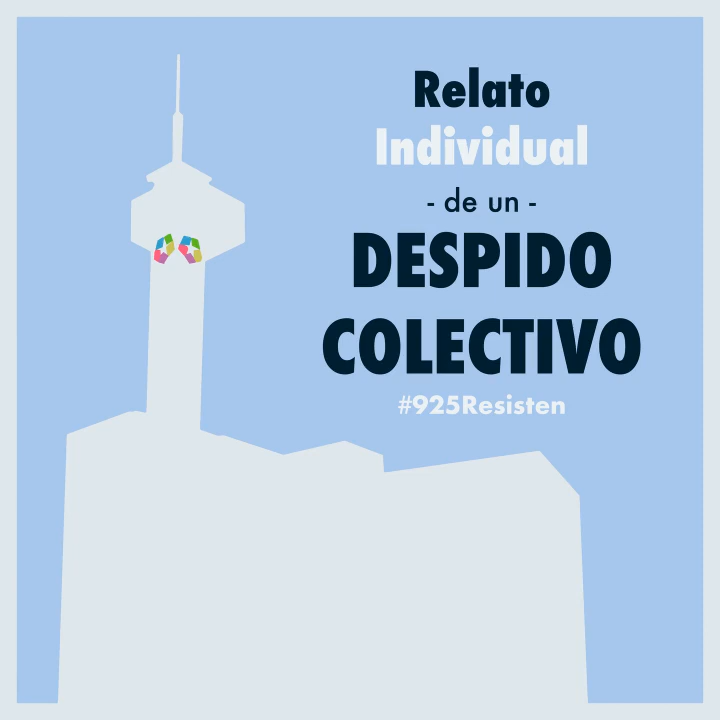 Relato
Individual
- de un -
DESPIDO
COLECTIVO
#925Resisten